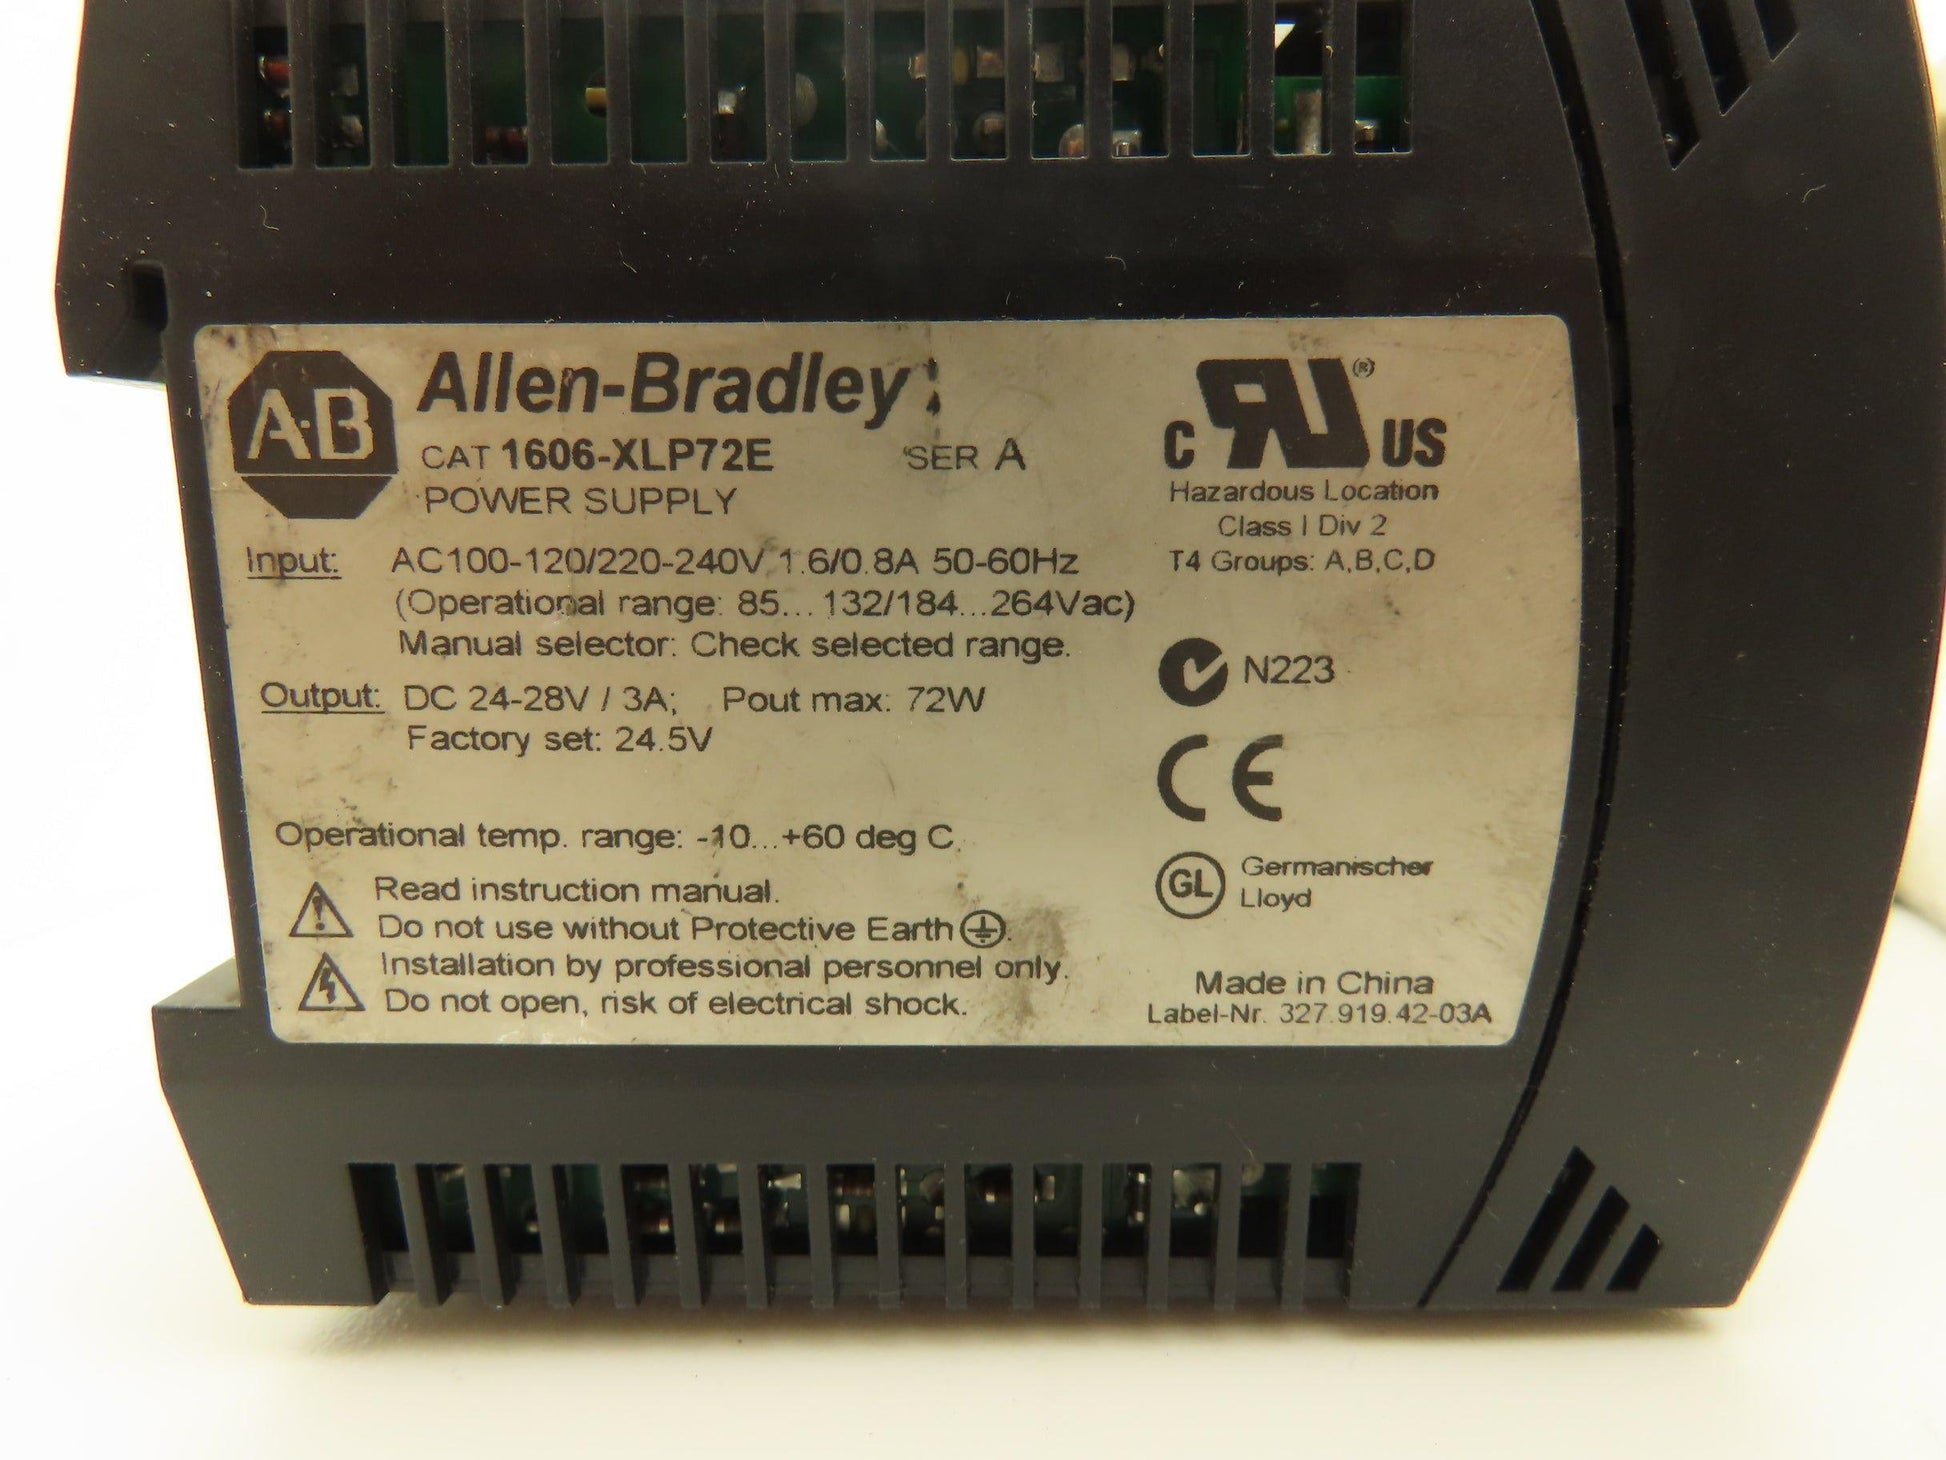 A-B
Allen-Bradley
CAT 1606-XLP72E SER A
POWER SUPPLY
Input: AC100-120/220-240V 1.6/0.8A 50-60Hz
(Operational range: 85...132/184...264Vac)
Manual selector: Check selected range.
Output: DC 24-28V / 3A; Pout max: 72W
Factory set: 24.5V
Operational temp. range: -10...+60 deg C.
Read instruction manual.
Do not use without Protective Earth.
Installation by professional personnel only.
Do not open, risk of electrical shock.
C RU® US
Hazardous Location
Class I Div 2
T4 Groups: A,B,C,D
N223
CE
GL Germanischer
Lloyd
Made in China
Label-Nr. 327.919.42-03A